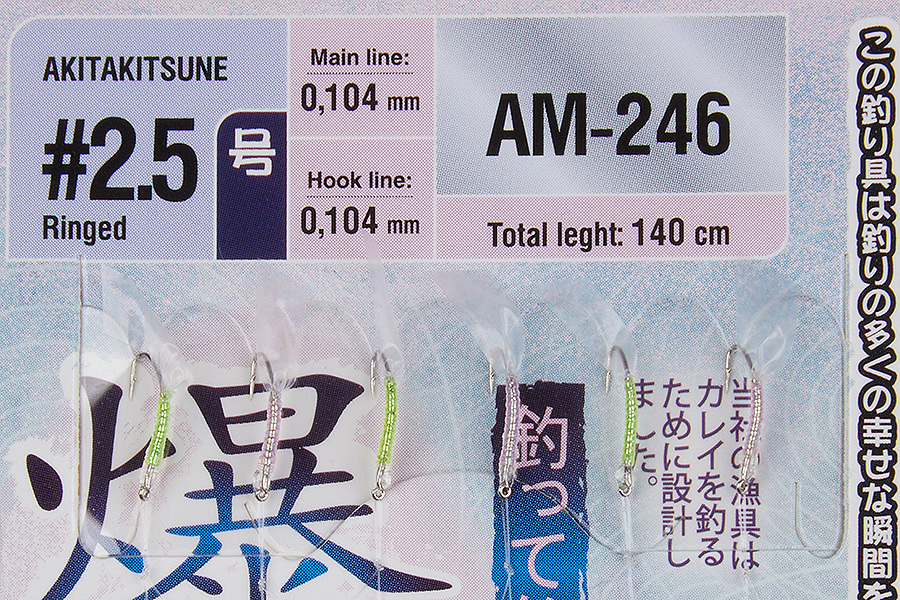 AKITAKITSUNE
#2.5
号
Ringed
Main line:
0,104 mm
Hook line:
0,104 mm
AM-246
Total leght: 140 cm
この釣り具は釣りの多くの幸せな瞬間を
当社の漁具は
カレイを釣る
ために設計し
ました。
釣って
爆